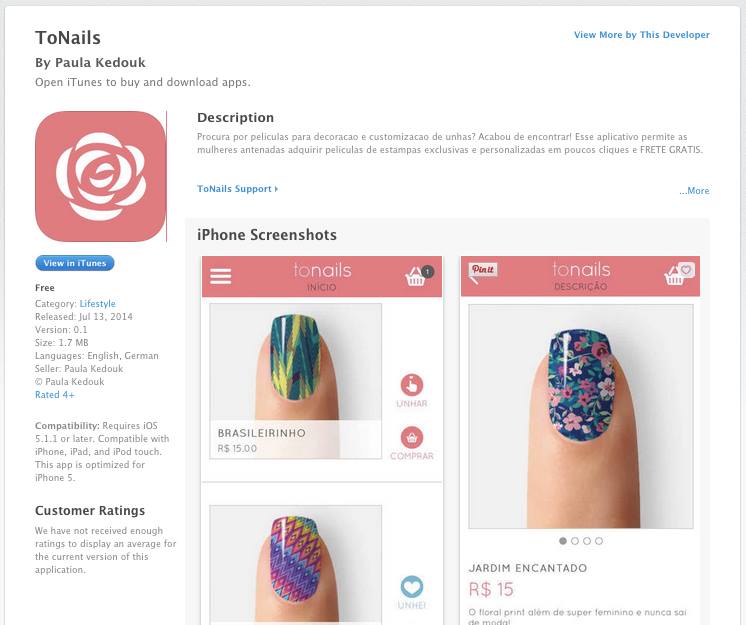 ToNails
View More by This Developer
By Paula Kedouk
Open iTunes to buy and download apps.
Description
Procura por peliculas para decoracao e customizacao de unhas? Acabou de encontrar! Esse aplicativo permite as
mulheres antenadas adquirir peliculas de estampas exclusivas e personalizadas em poucos cliques e FRETE GRATIS.
ToNails Support
...More
View in iTunes
Free
Category: Lifestyle
Released: Jul 13, 2014
Version: 0.1
Size: 1.7 MB
Languages: English, German
Seller: Paula Kedouk
© Paula Kedouk
Rated 4+
Compatibility: Requires iOS
5.1.1 or later. Compatible with
iPhone, iPad, and iPod touch.
This app is optimized for
iPhone 5.
Customer Ratings
We have not received enough
ratings to display an average for
the current version of this
application.
iPhone Screenshots
tonails
INÍCIO
1
BRASILEIRINHO
R$ 15.00
UNHAR
COMPRAR
UNHEI
Pin it
tonails
DESCRIÇÃO
JARDIM ENCANTADO
R$ 15
O floral print além de super feminino e nunca sai
de moda!